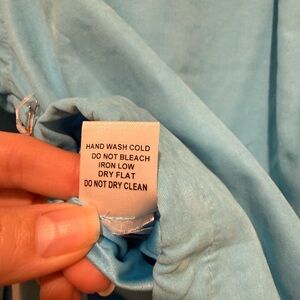 HAND WASH COLD
DO NOT BLEACH
IRON LOW
DRY FLAT
DO NOT DRY CLEAN